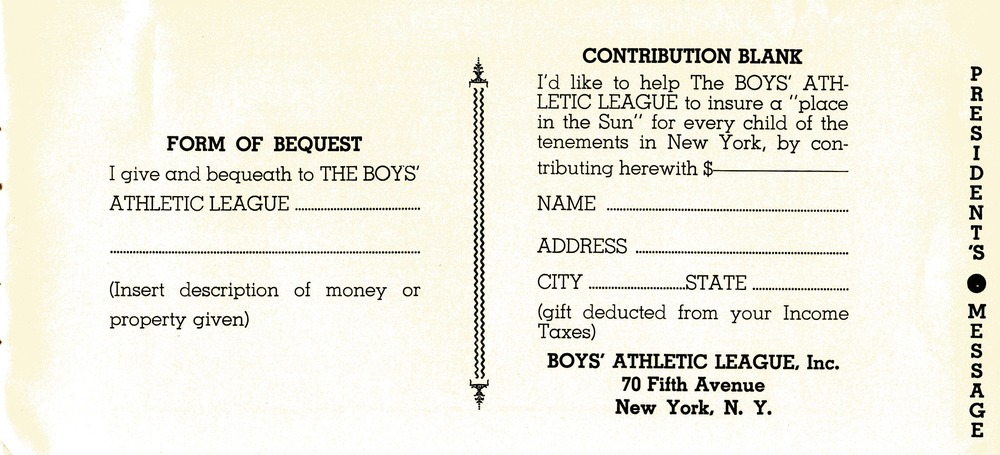 FORM OF BEQUEST
I give and bequeath to THE BOYS'
ATHLETIC LEAGUE
(Insert description of money or
property given)
CONTRIBUTION BLANK
I'd like to help The BOYS' ATH-
LETIC LEAGUE to insure a "place
in the Sun" for every child of the
tenements in New York, by con-
tributing herewith $
NAME
ADDRESS
CITY STATE
(gift deducted from your Income
Taxes)
BOYS' ATHLETIC LEAGUE, Inc.
70 Fifth Avenue
New York, N. Y.
PRESIDENT'S MESSAGE